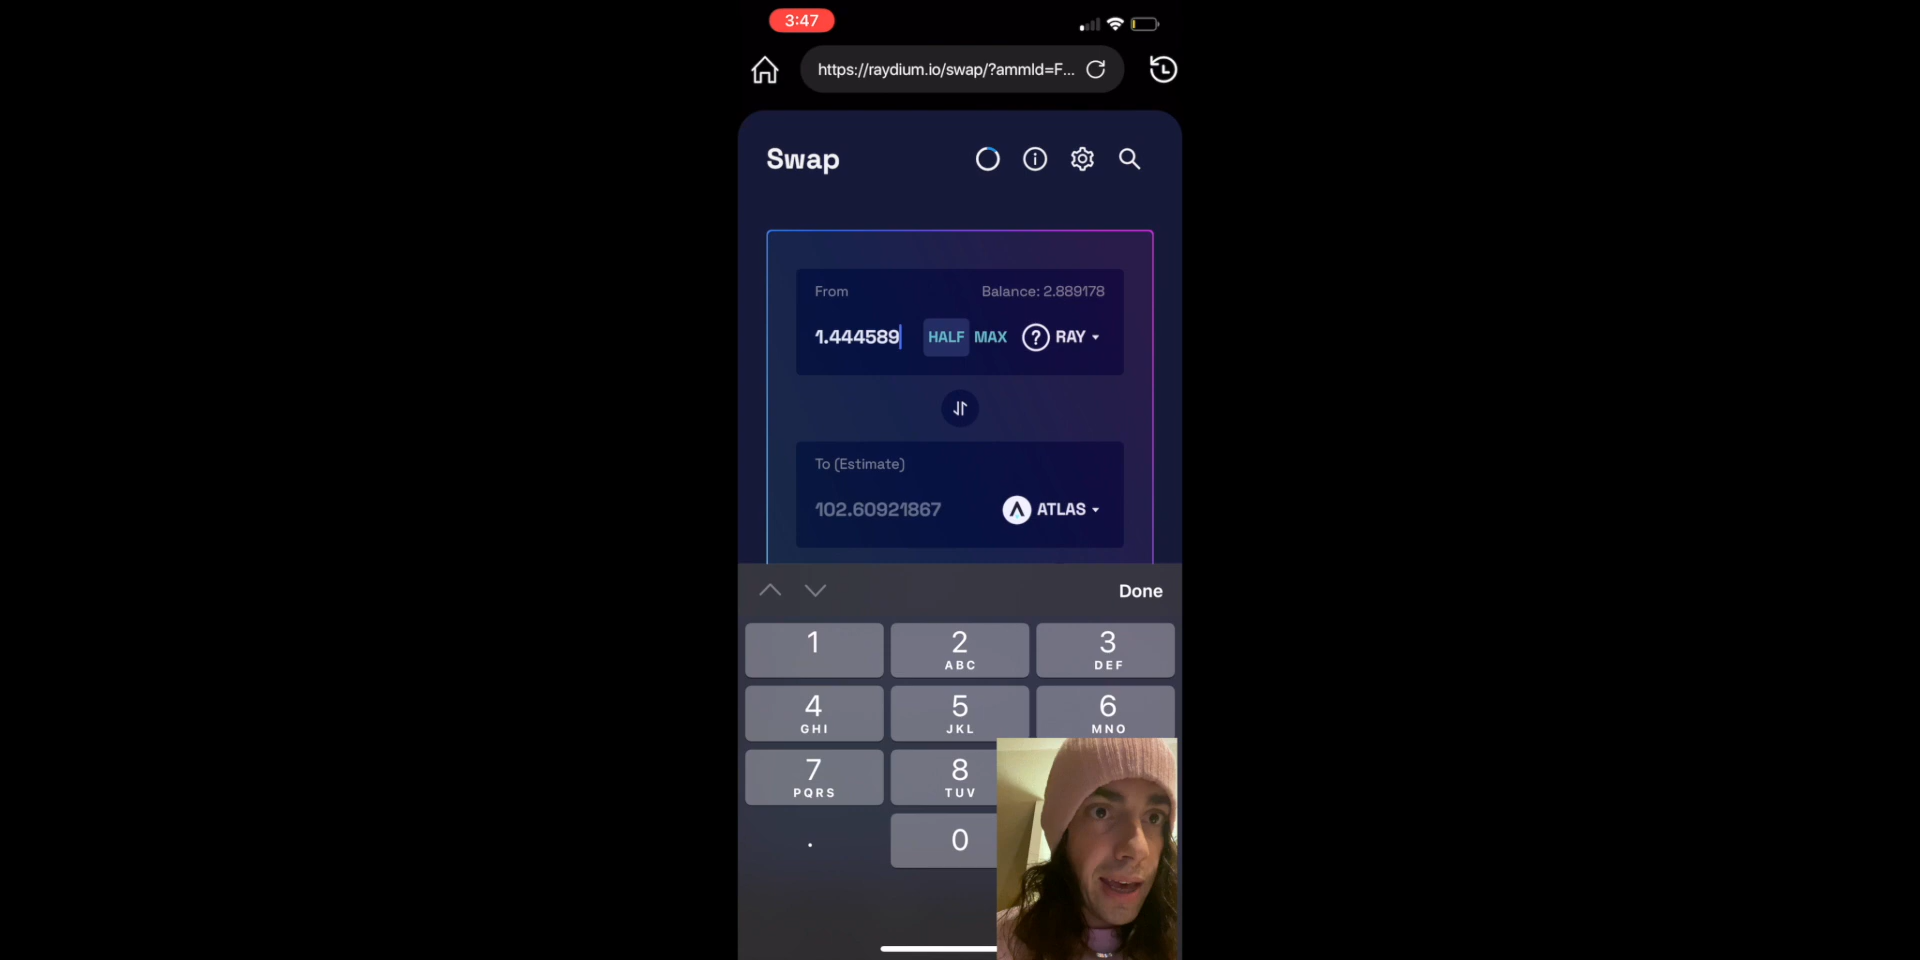 3:47
https://raydium.io/swap/?ammId=F...
Swap
From
Balance: 2.889178
1.444589
HALF
MAX
?
RAY
To (Estimate)
102.60921867
ATLAS
Done
1
2
ABC
3
DEF
4
GHI
5
JKL
6
MNO
7
PQRS
8
TUV
.
0